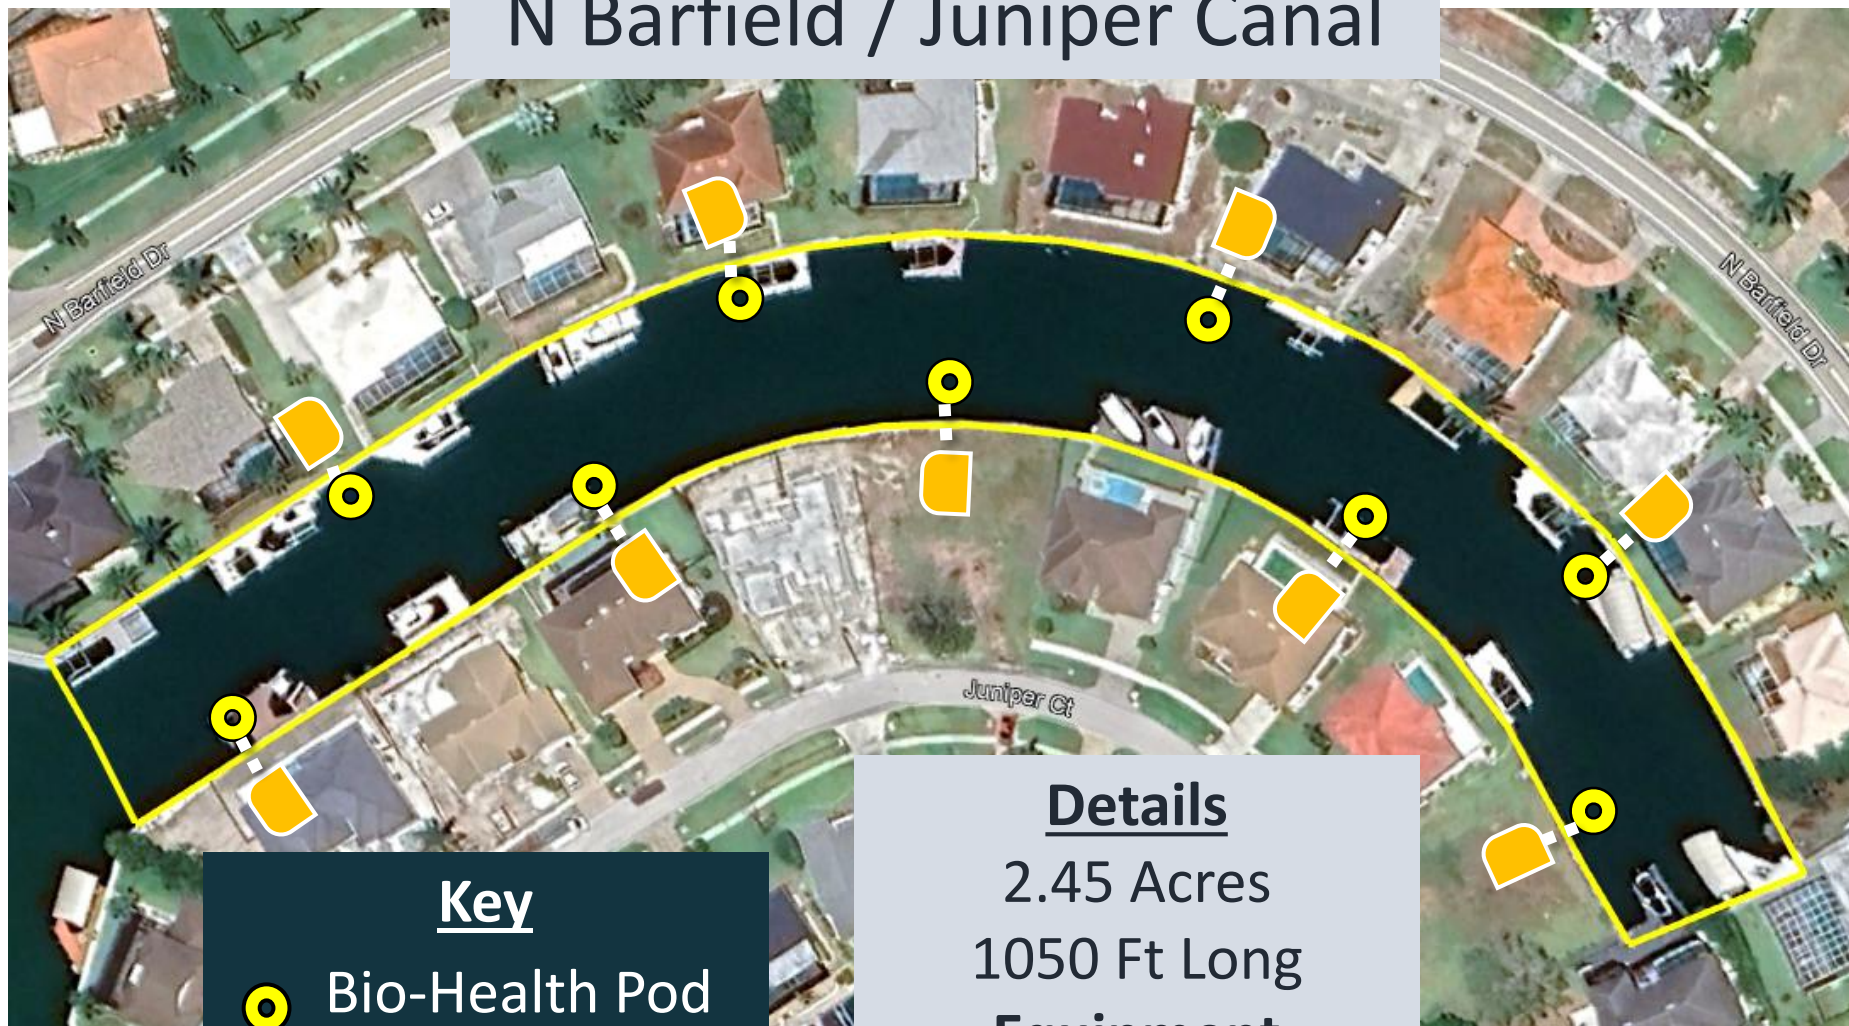 N Barfield / Juniper Canal
N Barfield Dr
N Barfield Dr
Juniper Ct
Key
Bio-Health Pod
Details
2.45 Acres
1050 Ft Long
Equipment